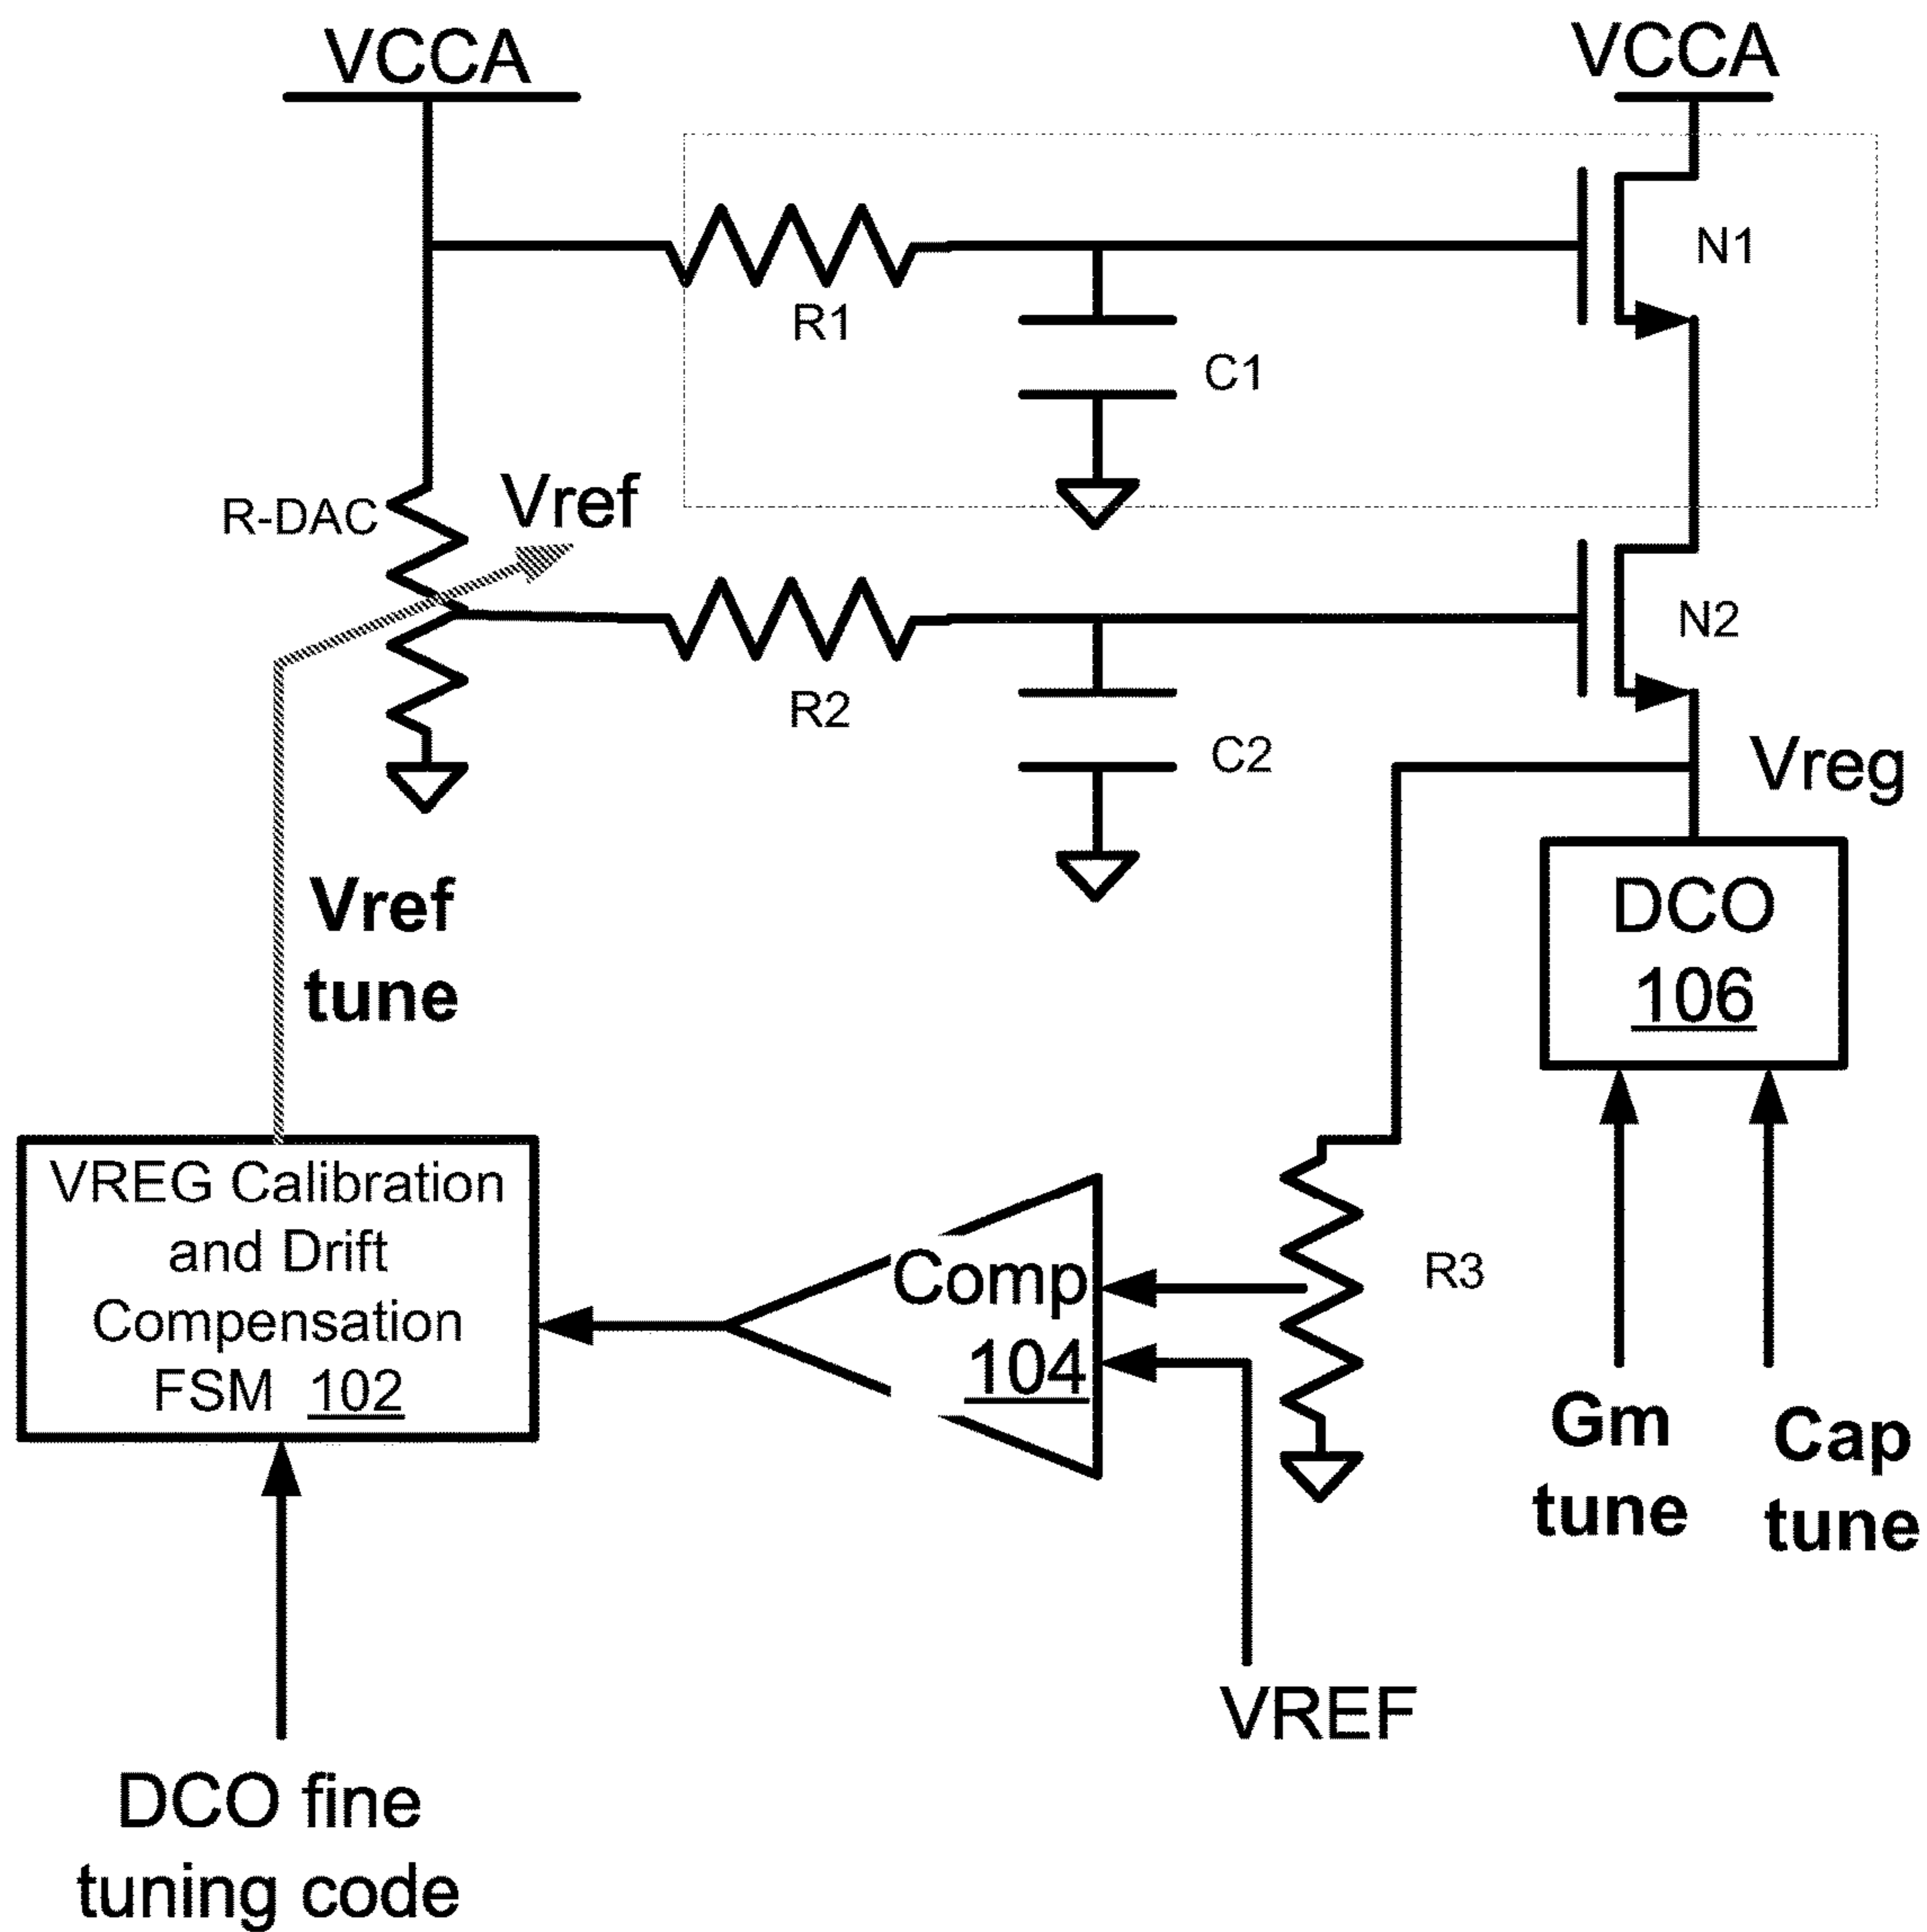 VCCA
VCCA
N1
R1
C1
R-DAC
Vref
N2
R2
C2
Vreg
Vref
tune
DCO
106
VREG Calibration
and Drift
Compensation
FSM 102
Comp
104
R3
Gm
tune
Cap
tune
VREF
DCO fine
tuning code